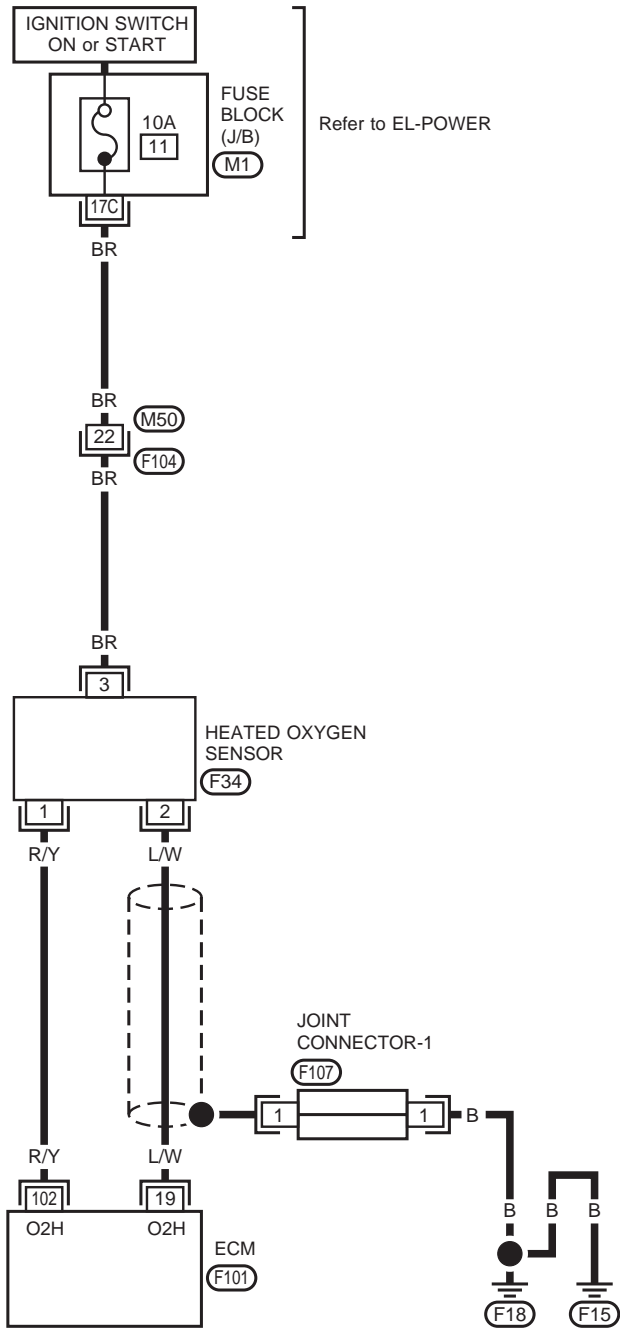 IGNITION SWITCH
ON or START
FUSE
BLOCK
(J/B)
M1
10A
11
Refer to EL-POWER
17C
BR
BR
M50
22
F104
BR
BR
3
HEATED OXYGEN
SENSOR
F34
1
2
R/Y
L/W
JOINT
CONNECTOR-1
F107
1
1
B
R/Y
L/W
102
19
O2H
O2H
ECM
F101
B
B
B
F18
F15